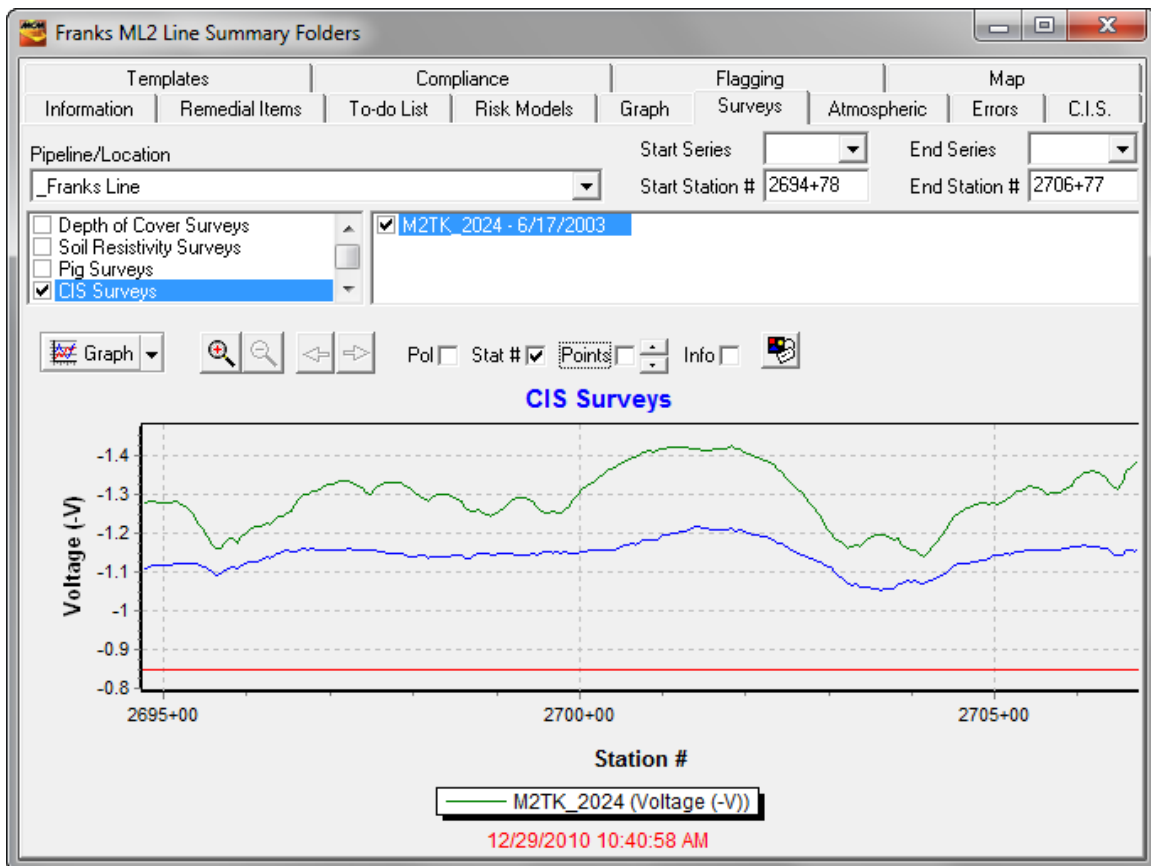 MCM
Franks ML2 Line Summary Folders
Templates Compliance Flagging Map
Information Remedial Items To-do List Risk Models Graph Surveys Atmospheric Errors C.I.S.
Pipeline/Location
Start Series End Series
_Franks Line
Start Station # 2694+78 End Station # 2706+77
Depth of Cover Surveys
Soil Resistivity Surveys
Pig Surveys
CIS Surveys
M2TK_2024 - 6/17/2003
Graph Pol Stat # Points Info
CIS Surveys
Voltage (-V)
-1.4
-1.3
-1.2
-1.1
-1
-0.9
-0.8
2695+00 2700+00 2705+00
Station #
M2TK_2024 (Voltage (-V))
12/29/2010 10:40:58 AM